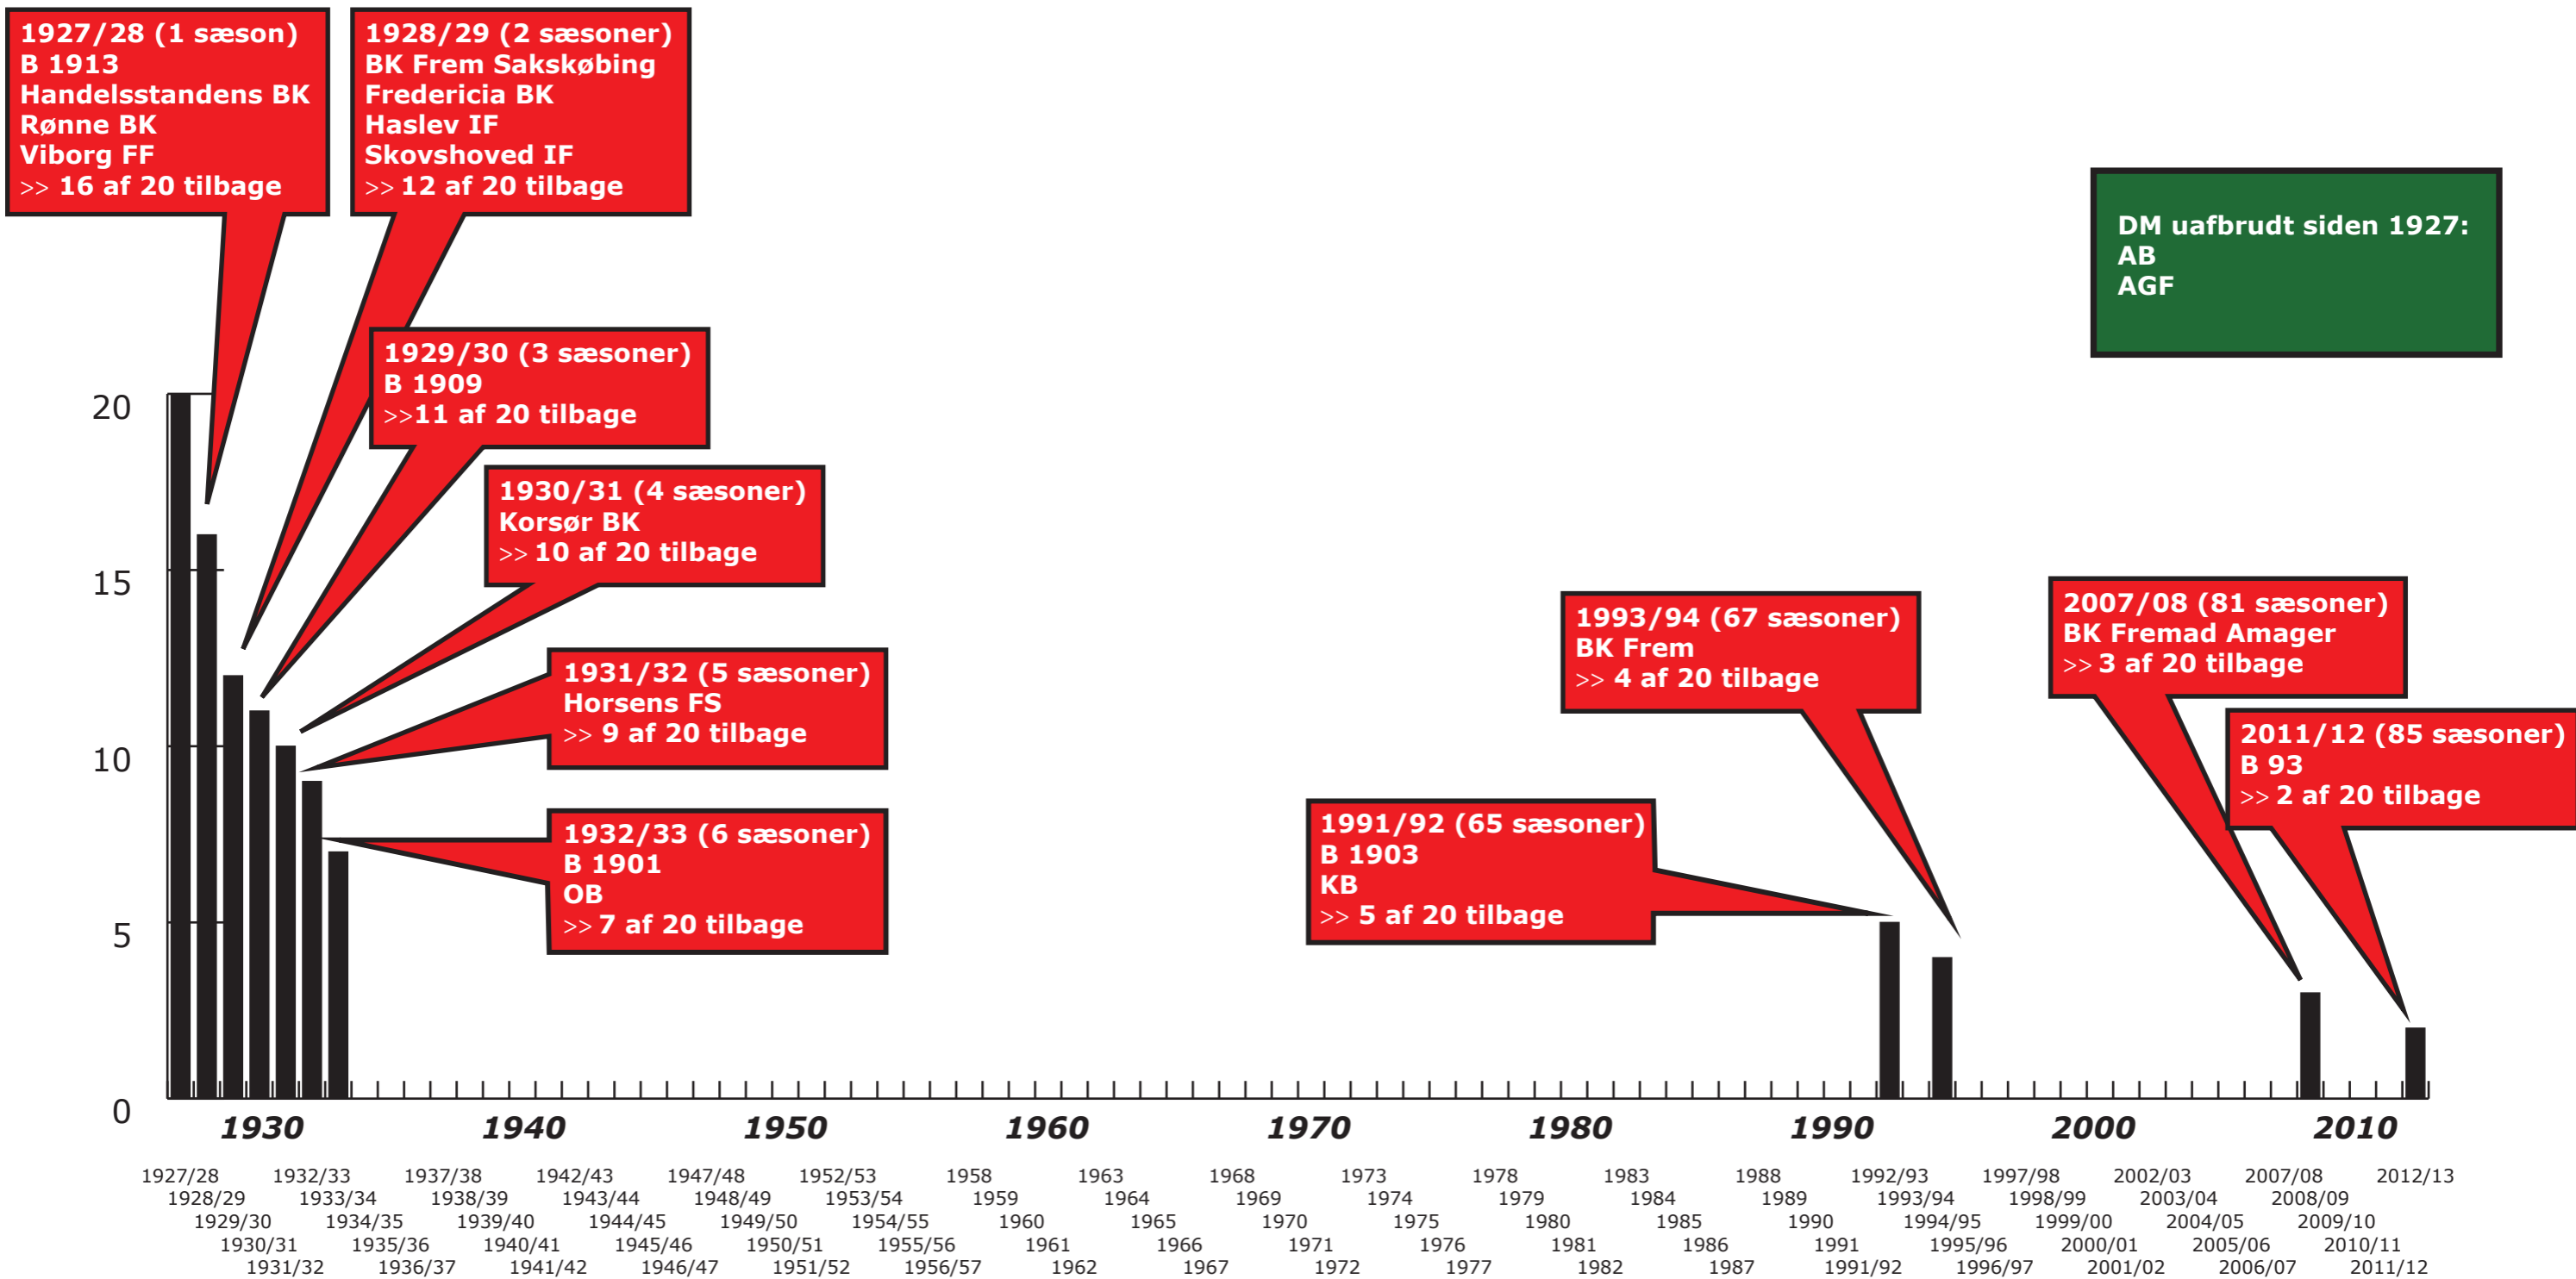 1927/28 (1 sæson)
B 1913
Handelsstandens BK
Rønne BK
Viborg FF
>> 16 af 20 tilbage
1928/29 (2 sæsoner)
BK Frem Sakskøbing
Fredericia BK
Haslev IF
Skovshoved IF
>> 12 af 20 tilbage
DM uafbrudt siden 1927:
AB
AGF
1929/30 (3 sæsoner)
B 1909
>>11 af 20 tilbage
1930/31 (4 sæsoner)
Korsør BK
>> 10 af 20 tilbage
1931/32 (5 sæsoner)
Horsens FS
>> 9 af 20 tilbage
1932/33 (6 sæsoner)
B 1901
OB
>> 7 af 20 tilbage
1991/92 (65 sæsoner)
B 1903
KB
>> 5 af 20 tilbage
1993/94 (67 sæsoner)
BK Frem
>> 4 af 20 tilbage
2007/08 (81 sæsoner)
BK Fremad Amager
>> 3 af 20 tilbage
2011/12 (85 sæsoner)
B 93
>> 2 af 20 tilbage
20
15
10
5
0
1930 1940 1950 1960 1970 1980 1990 2000 2010
1927/28 1932/33 1937/38 1942/43 1947/48 1952/53 1958 1963 1968 1973 1978 1983 1988 1992/93 1997/98 2002/03 2007/08 2012/13
1928/29 1933/34 1938/39 1943/44 1948/49 1953/54 1959 1964 1969 1974 1979 1984 1989 1993/94 1998/99 2003/04 2008/09
1929/30 1934/35 1939/40 1944/45 1949/50 1954/55 1960 1965 1970 1975 1980 1985 1990 1994/95 1999/00 2004/05 2009/10
1930/31 1935/36 1940/41 1945/46 1950/51 1955/56 1961 1966 1971 1976 1981 1986 1991 1995/96 2000/01 2005/06 2010/11
1931/32 1936/37 1941/42 1946/47 1951/52 1956/57 1962 1967 1972 1977 1982 1987 1991/92 1996/97 2001/02 2006/07 2011/12